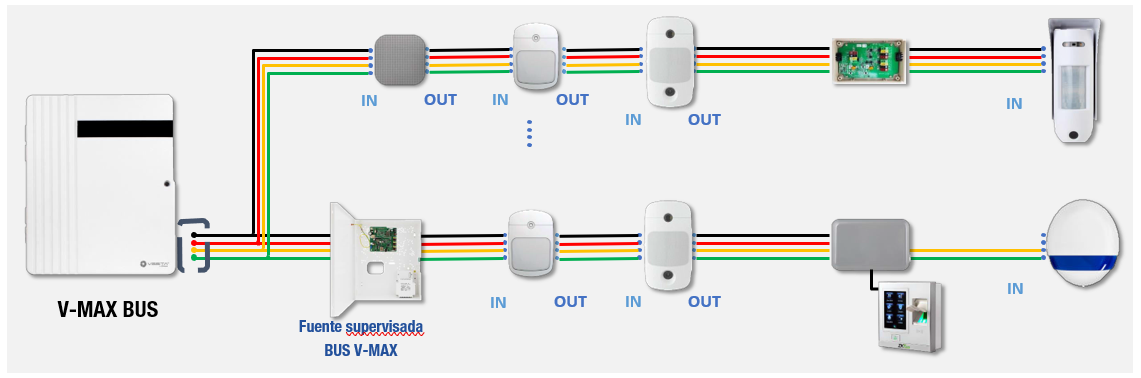 IN OUT IN OUT
IN OUT
IN
V-MAX BUS
IN OUT IN OUT
IN
Fuente supervisada
BUS V-MAX